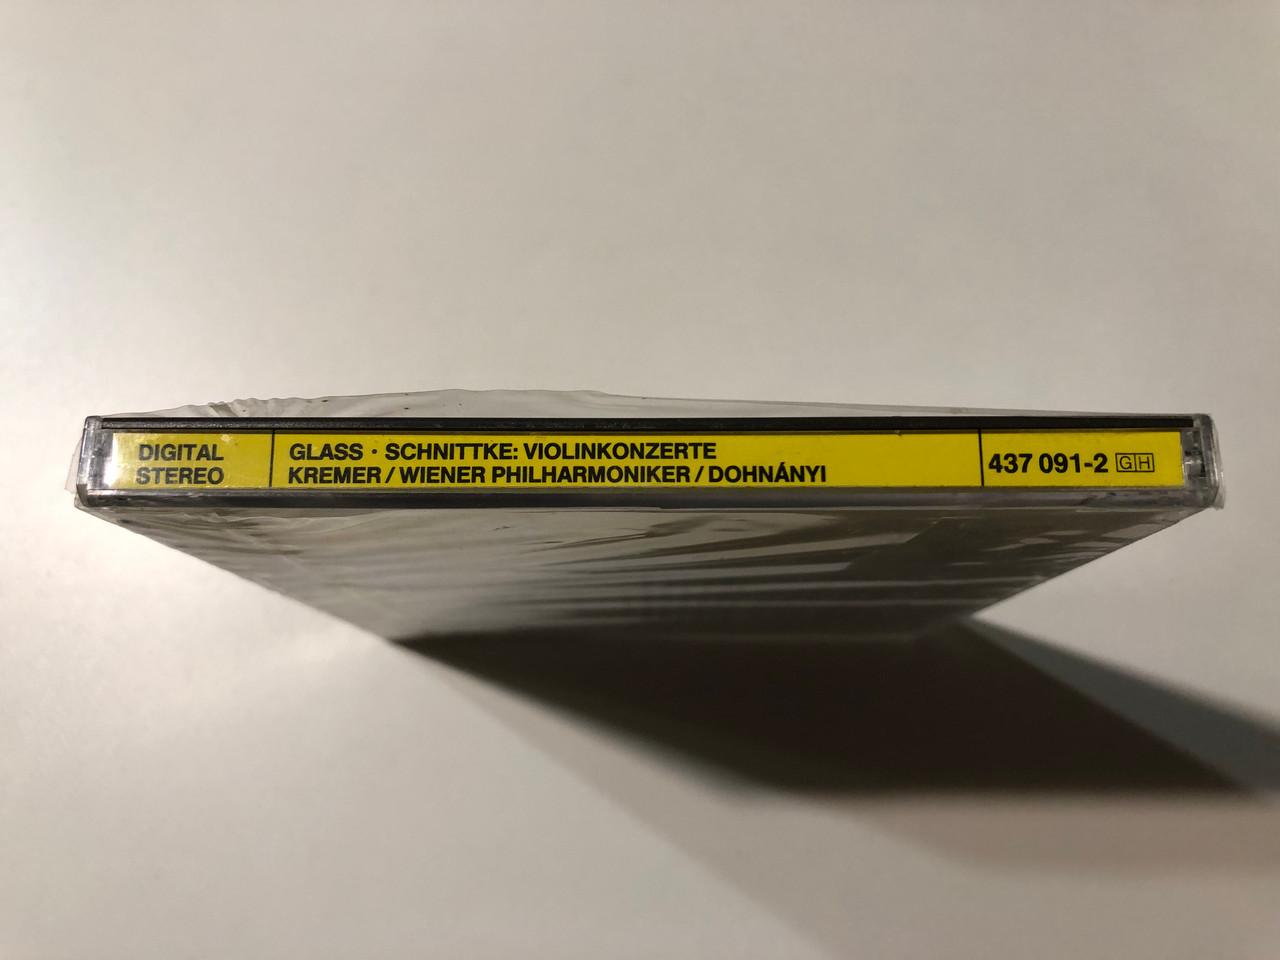 DIGITAL
STEREO
GLASS · SCHNITTKE: VIOLINKONZERTE
KREMER / WIENER PHILHARMONIKER / DOHNÁNYI
437 091-2 GH